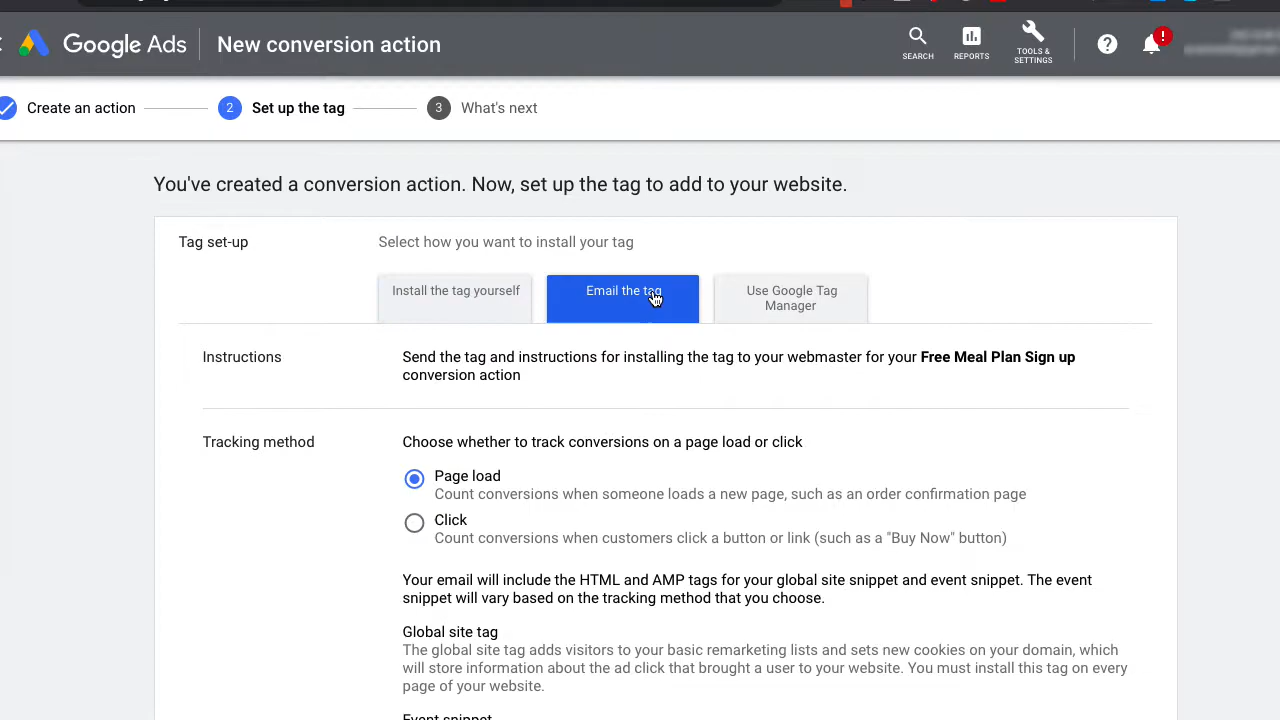 Google Ads
New conversion action
SEARCH
REPORTS
TOOLS &
SETTINGS
!
Create an action
2
Set up the tag
3
What's next
You've created a conversion action. Now, set up the tag to add to your website.
Tag set-up
Select how you want to install your tag
Install the tag yourself
Email the tag
Use Google Tag
Manager
Instructions
Send the tag and instructions for installing the tag to your webmaster for your Free Meal Plan Sign up
conversion action
Tracking method
Choose whether to track conversions on a page load or click
Page load
Count conversions when someone loads a new page, such as an order confirmation page
Click
Count conversions when customers click a button or link (such as a "Buy Now" button)
Your email will include the HTML and AMP tags for your global site snippet and event snippet. The event
snippet will vary based on the tracking method that you choose.
Global site tag
The global site tag adds visitors to your basic remarketing lists and sets new cookies on your domain, which
will store information about the ad click that brought a user to your website. You must install this tag on every
page of your website.
Event snippet